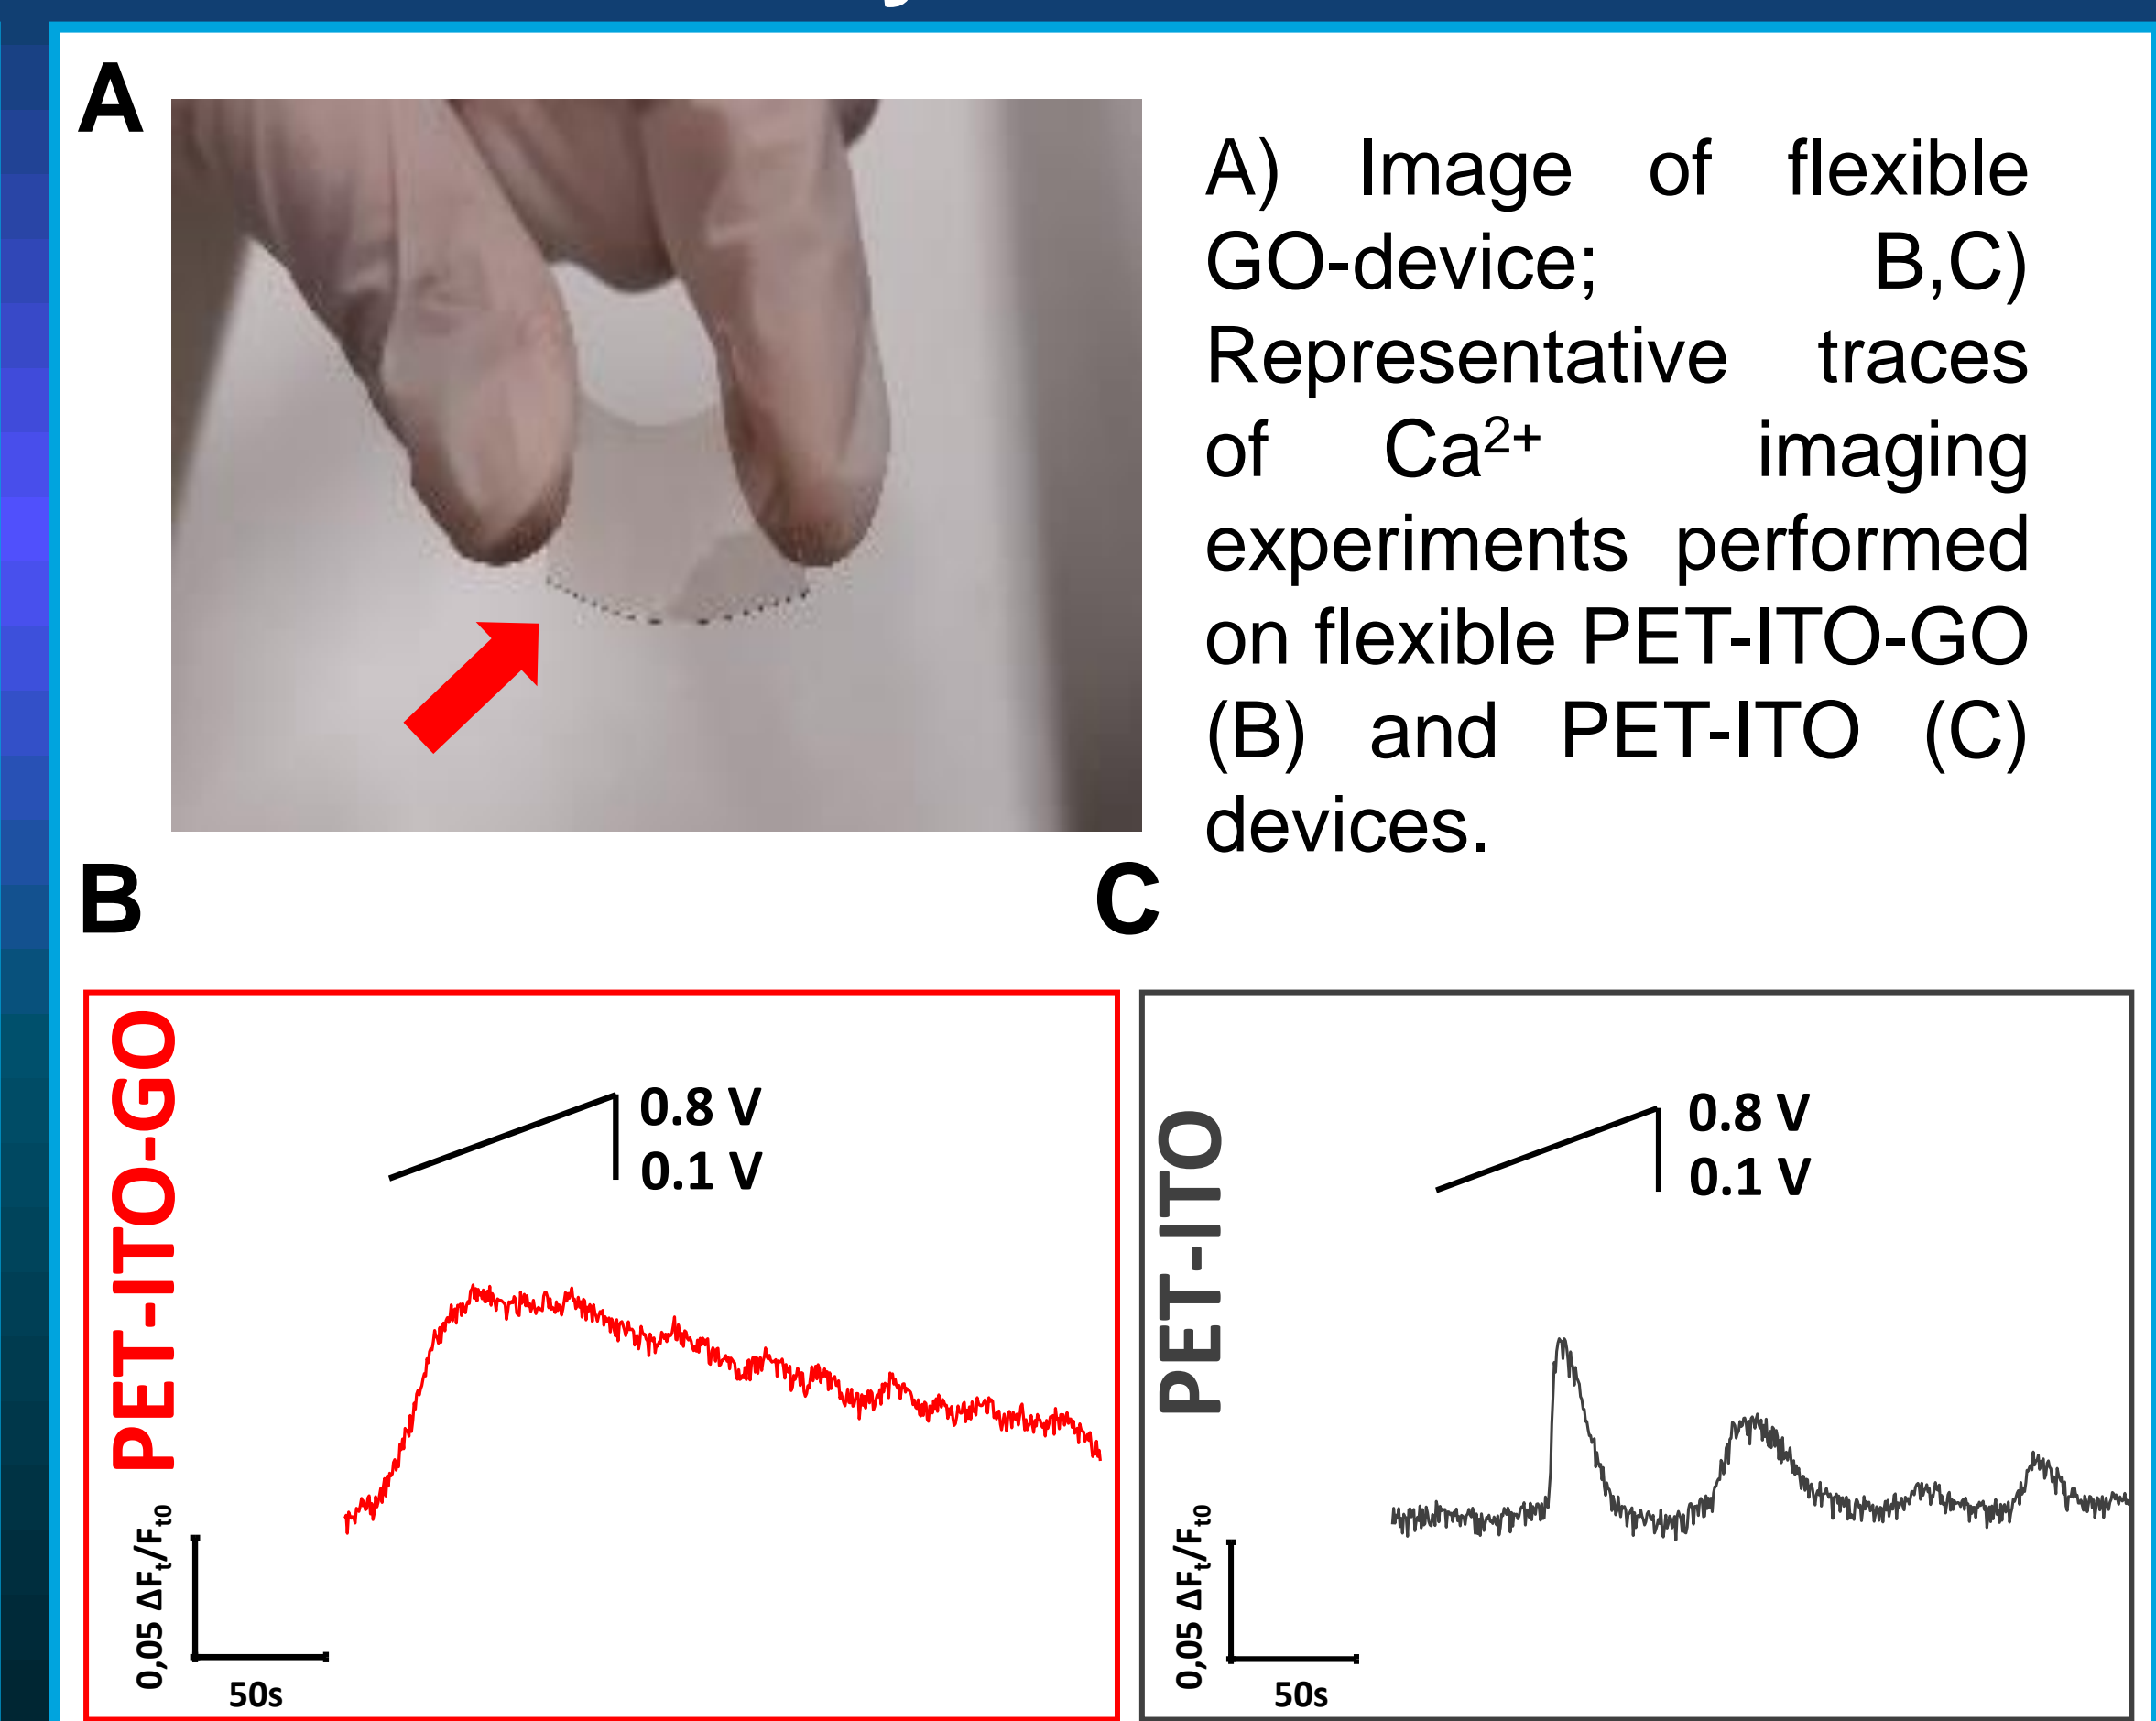 A
A) Image of flexible
GO-device; B,C)
Representative traces
of Ca²⁺ imaging
experiments performed
on flexible PET-ITO-GO
(B) and PET-ITO (C)
devices.
B
PET-ITO-GO
0.8 V
0.1 V
0,05 ΔFₜ/Fₜ₀
50s
C
PET-ITO
0.8 V
0.1 V
0,05 ΔFₜ/Fₜ₀
50s